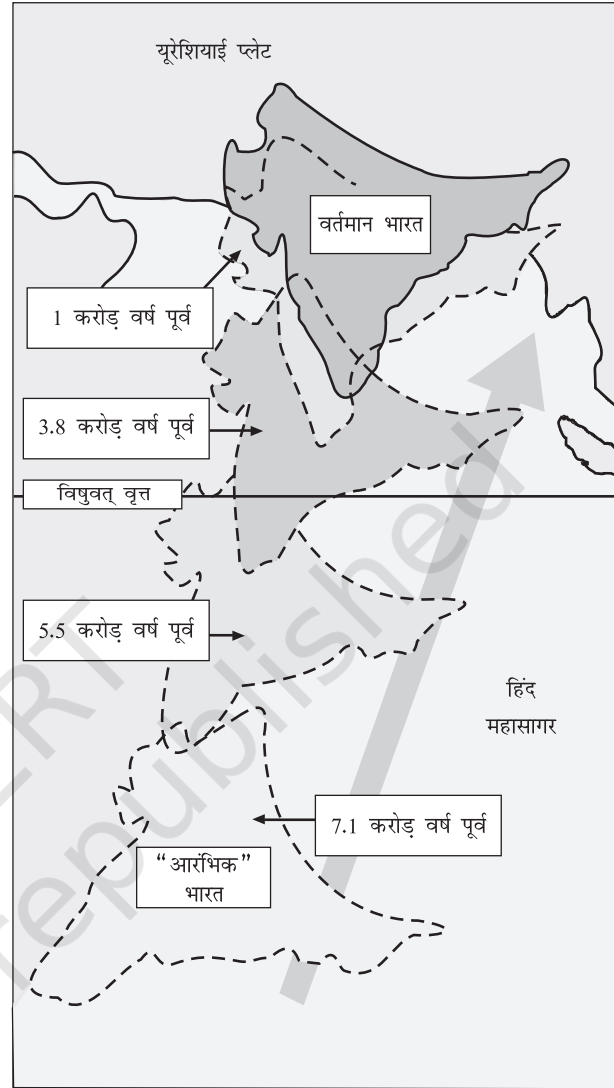 यूरेशियाई प्लेट
वर्तमान भारत
1 करोड़ वर्ष पूर्व
3.8 करोड़ वर्ष पूर्व
विषुवत् वृत्त
5.5 करोड़ वर्ष पूर्व
हिंद
महासागर
7.1 करोड़ वर्ष पूर्व
“आरंभिक”
भारत
republished